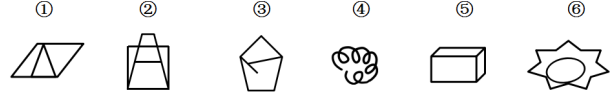 ① ② ③ ④ ⑤ ⑥